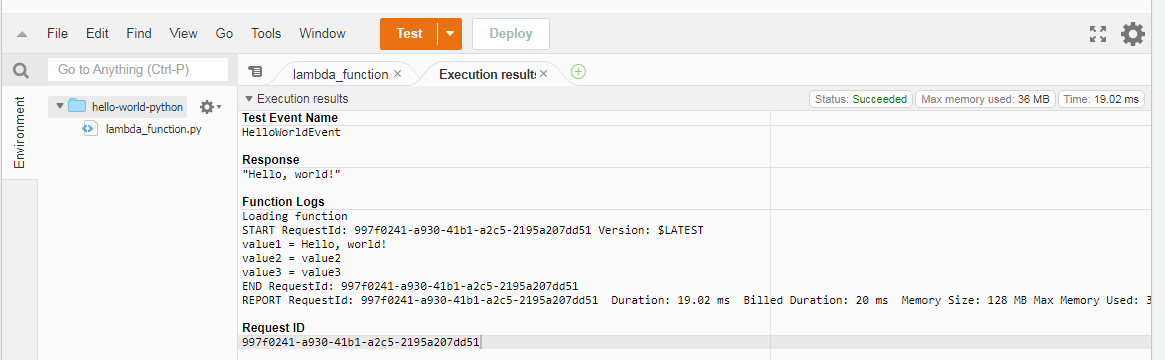 File Edit Find View Go Tools Window Test Deploy
Go to Anything (Ctrl-P)
lambda_function Execution results
Environment
hello-world-python
lambda_function.py
Execution results Status: Succeeded Max memory used: 36 MB Time: 19.02 ms
Test Event Name
HelloWorldEvent
Response
"Hello, world!"
Function Logs
Loading function
START RequestId: 997f0241-a930-41b1-a2c5-2195a207dd51 Version: $LATEST
value1 = Hello, world!
value2 = value2
value3 = value3
END RequestId: 997f0241-a930-41b1-a2c5-2195a207dd51
REPORT RequestId: 997f0241-a930-41b1-a2c5-2195a207dd51 Duration: 19.02 ms Billed Duration: 20 ms Memory Size: 128 MB Max Memory Used: 3
Request ID
997f0241-a930-41b1-a2c5-2195a207dd51